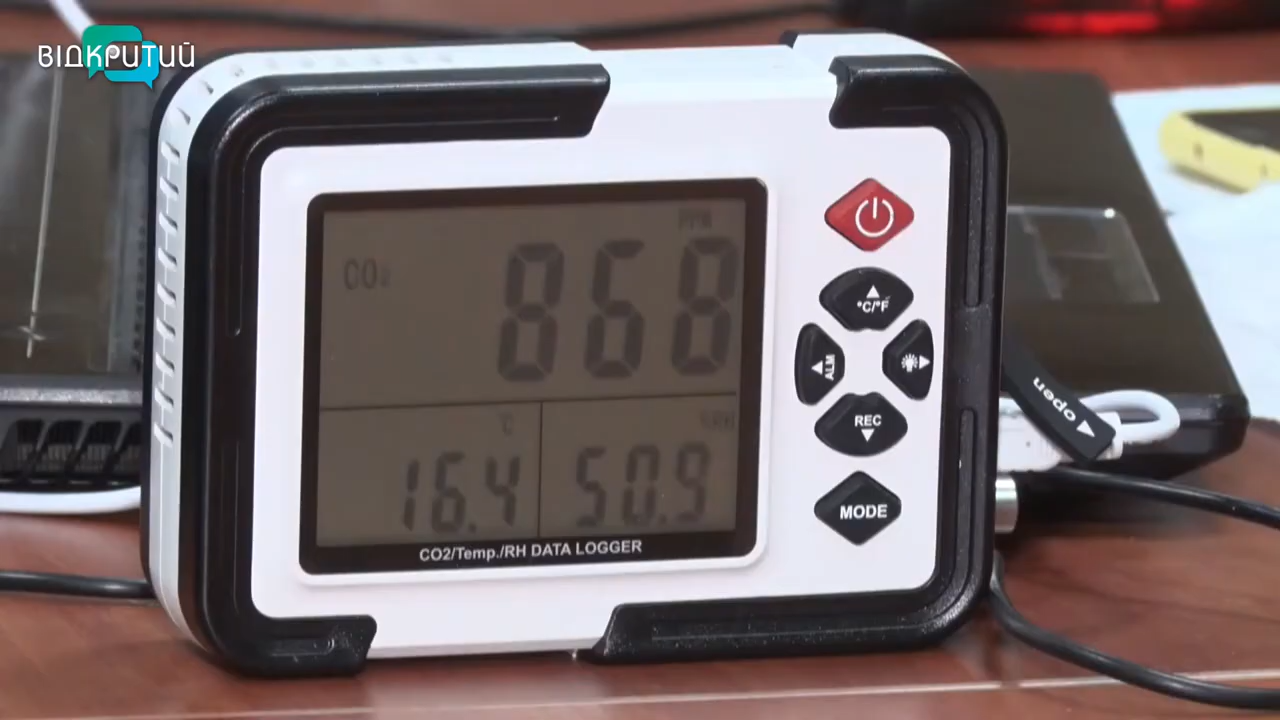 ВІДКРИТИЙ
PPM
CO2
868
°C
%RH
16.4
50.9
CO2/Temp./RH DATA LOGGER
°C/°F
ALM
REC
MODE
open